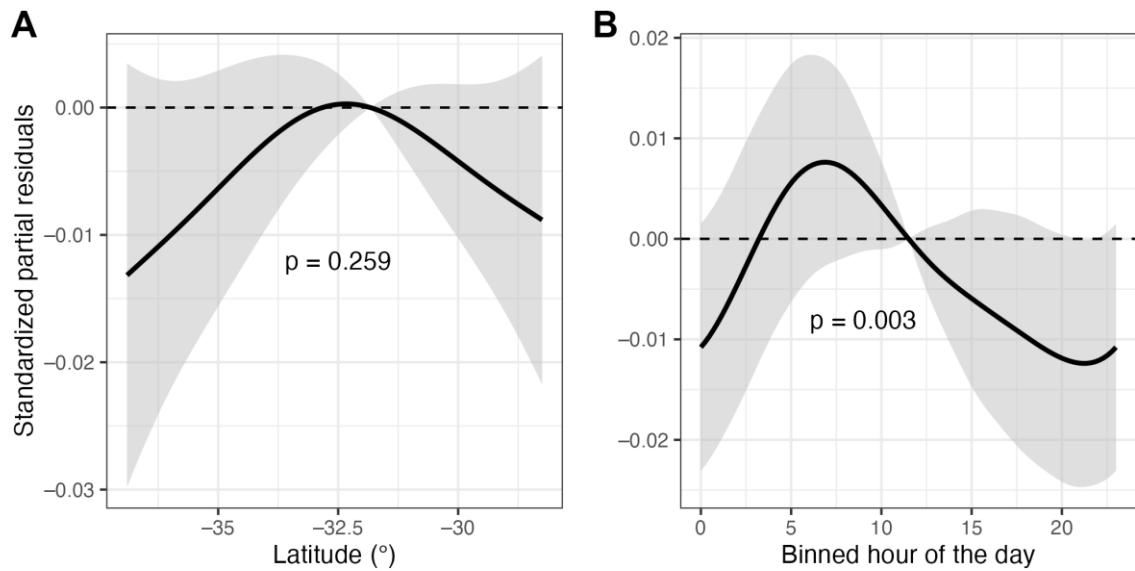 A
Standardized partial residuals
0.00
−0.01
−0.02
−0.03
p = 0.259
−35
−32.5
−30
Latitude (°)
B
0.02
0.01
0.00
−0.01
−0.02
p = 0.003
0
5
10
15
20
Binned hour of the day